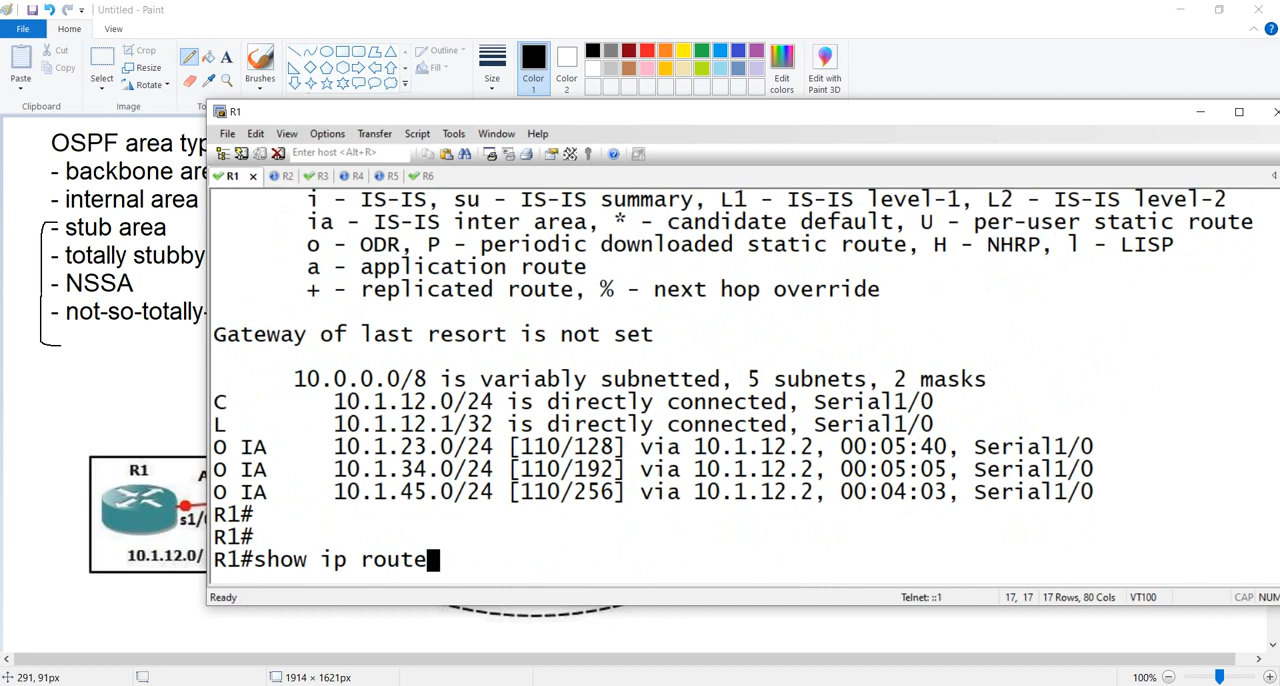 Untitled - Paint
File
Home
View
Paste
Cut
Copy
Clipboard
Select
Crop
Resize
Rotate
Image
Brushes
Outline
Fill
Size
Color
1
Color
2
Edit
colors
Edit with
Paint 3D
OSPF area typ
- backbone are
- internal area
- stub area
- totally stubby
- NSSA
- not-so-totally-
R1
s1/
10.1.12.0/
R1
File Edit View Options Transfer Script Tools Window Help
Enter host <Alt+R>
R1 R2 R3 R4 R5 R6
i - IS-IS, su - IS-IS summary, L1 - IS-IS level-1, L2 - IS-IS level-2
ia - IS-IS inter area, * - candidate default, U - per-user static route
o - ODR, P - periodic downloaded static route, H - NHRP, l - LISP
a - application route
+ - replicated route, % - next hop override
Gateway of last resort is not set
10.0.0.0/8 is variably subnetted, 5 subnets, 2 masks
C 10.1.12.0/24 is directly connected, Serial1/0
L 10.1.12.1/32 is directly connected, Serial1/0
O IA 10.1.23.0/24 [110/128] via 10.1.12.2, 00:05:40, Serial1/0
O IA 10.1.34.0/24 [110/192] via 10.1.12.2, 00:05:05, Serial1/0
O IA 10.1.45.0/24 [110/256] via 10.1.12.2, 00:04:03, Serial1/0
R1#
R1#
R1#show ip route
Ready
Telnet: ::1 17, 17 17 Rows, 80 Cols VT100 CAP NUM
291, 91px
1914 × 1621px
100%